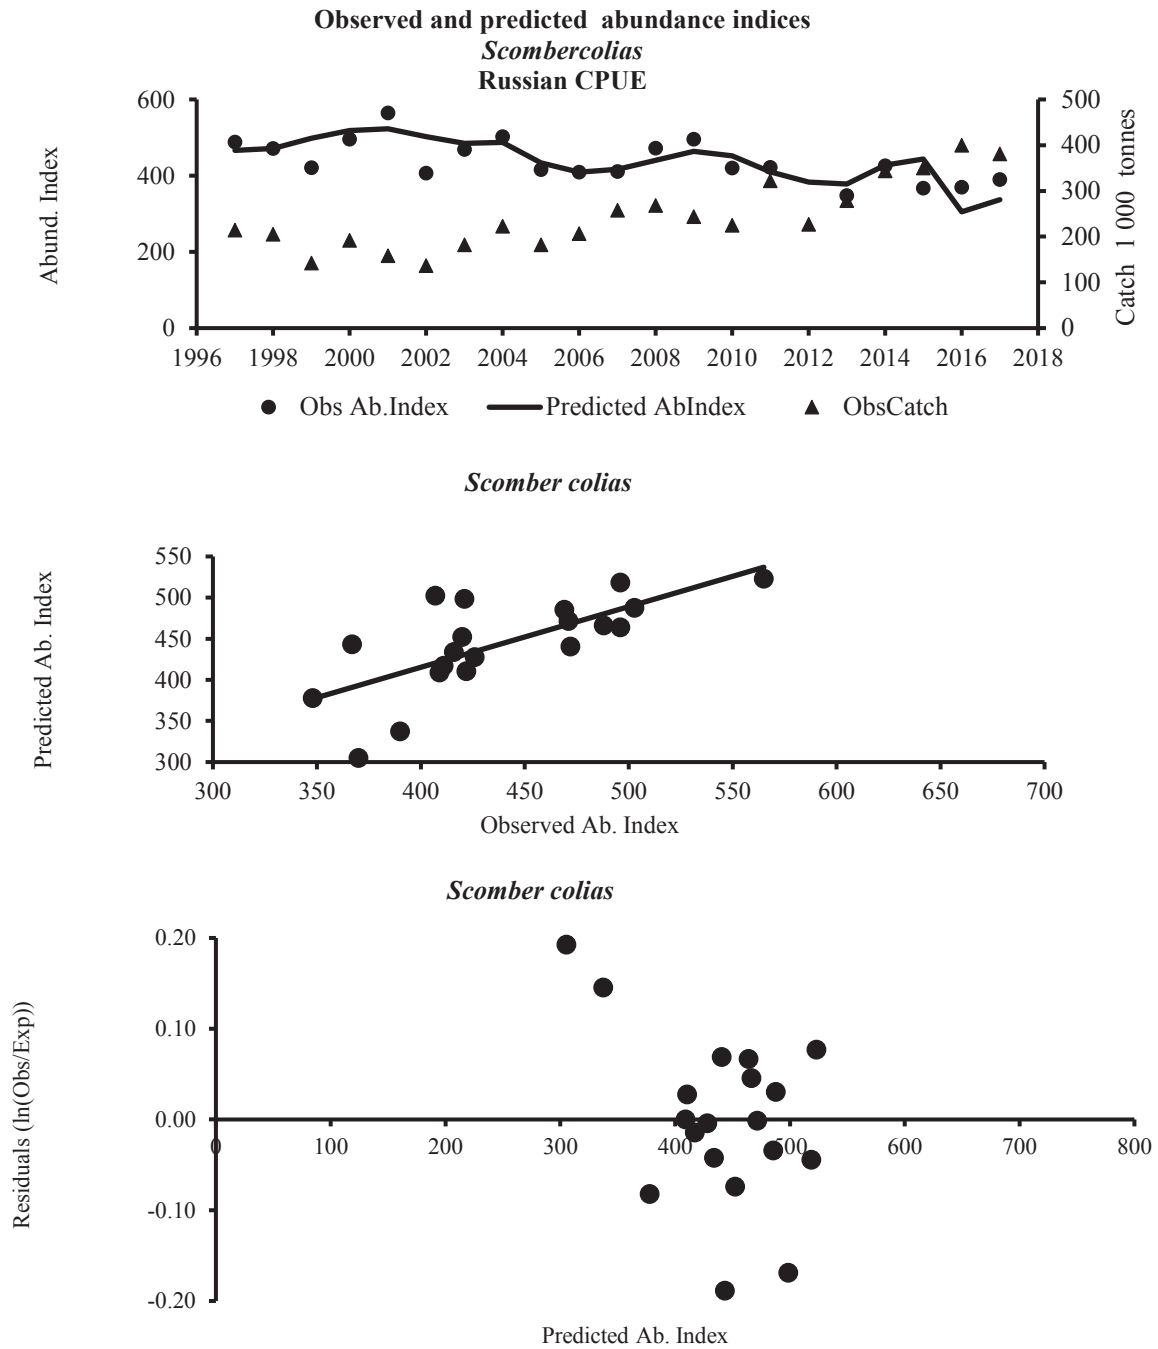 Observed and predicted abundance indices
Scombercolias
Russian CPUE
600
400
200
0
Abund. Index
500
400
300
200
100
0
Catch 1 000 tonnes
1996 1998 2000 2002 2004 2006 2008 2010 2012 2014 2016 2018
Obs Ab.Index Predicted AbIndex ObsCatch
Scomber colias
550
500
450
400
350
300
Predicted Ab. Index
300 350 400 450 500 550 600 650 700
Observed Ab. Index
Scomber colias
0.20
0.10
0.00
-0.10
-0.20
Residuals (ln(Obs/Exp))
0 100 200 300 400 500 600 700 800
Predicted Ab. Index